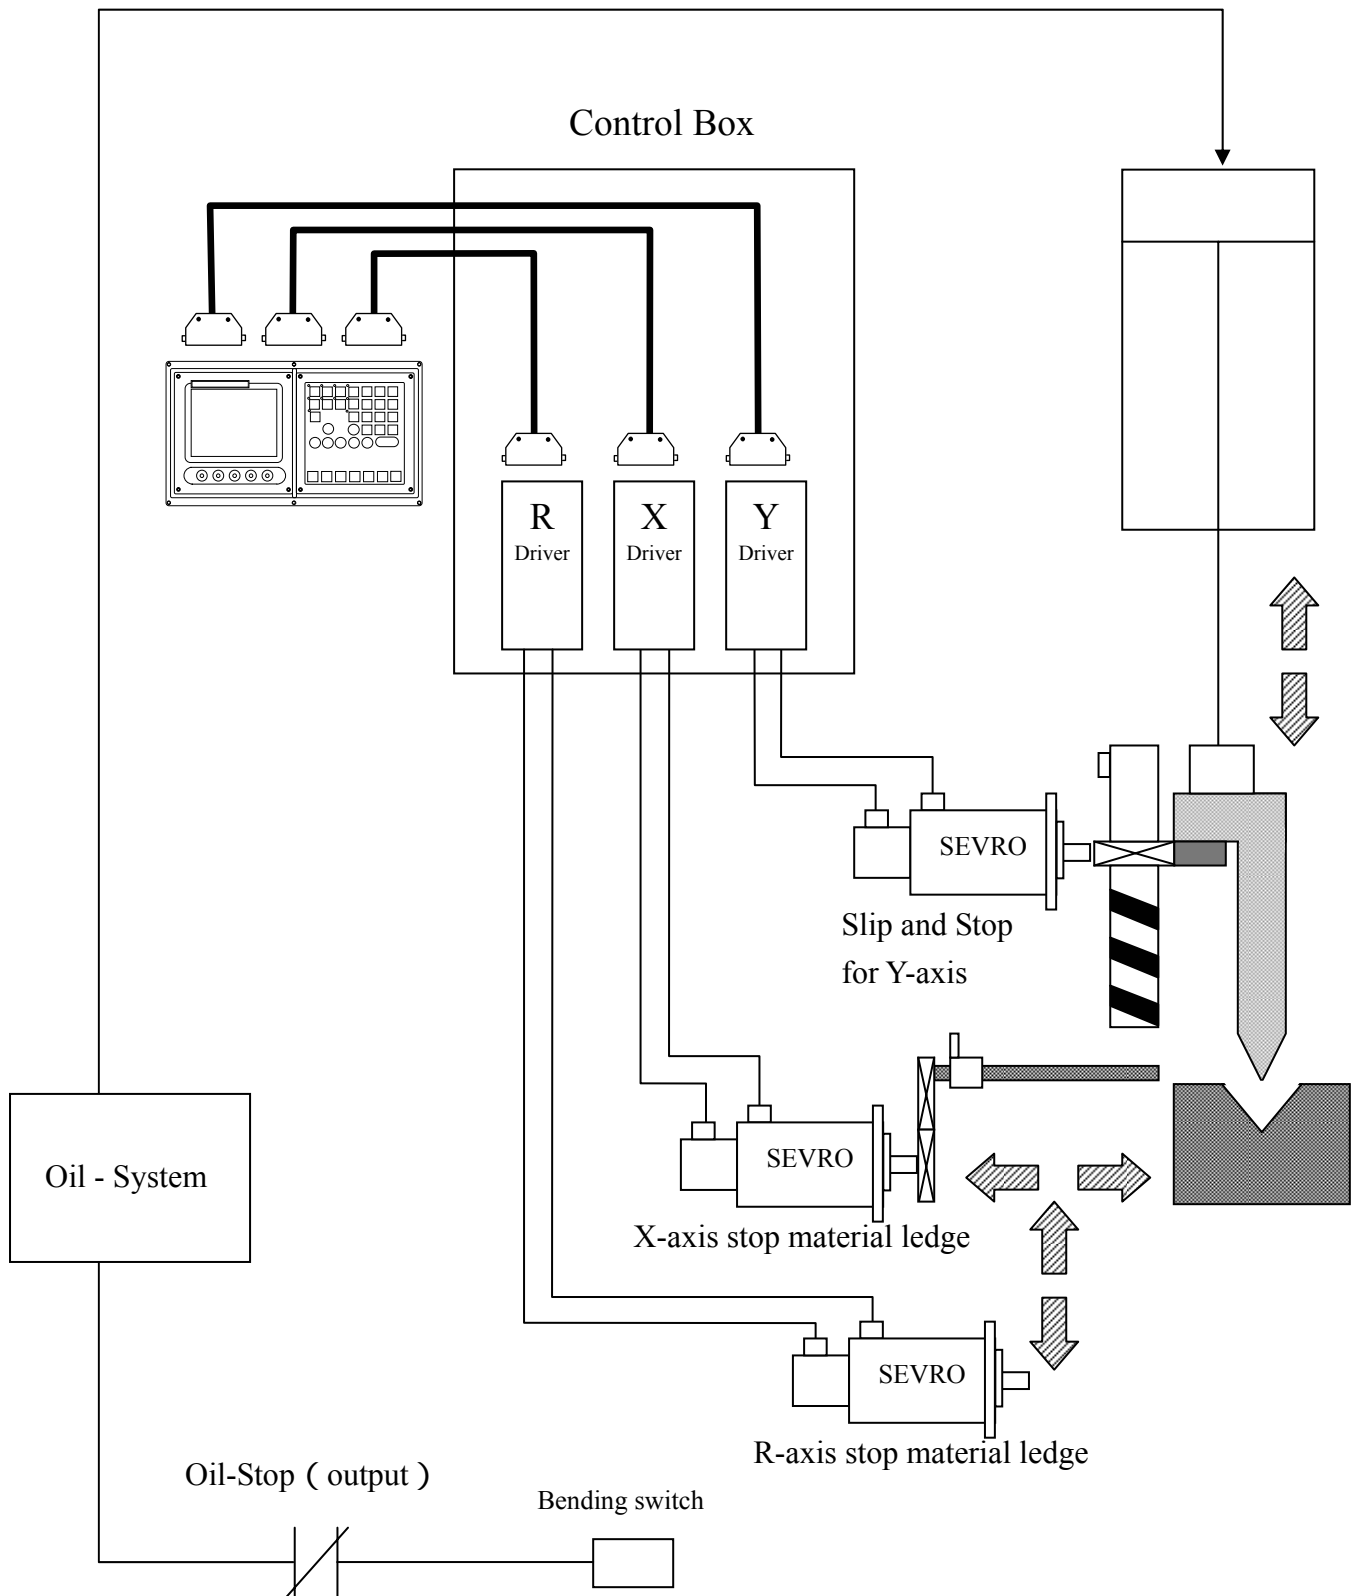 Control Box
R
Driver
X
Driver
Y
Driver
SEVRO
Slip and Stop
for Y-axis
Oil - System
SEVRO
X-axis stop material ledge
SEVRO
R-axis stop material ledge
Oil-Stop ( output )
Bending switch